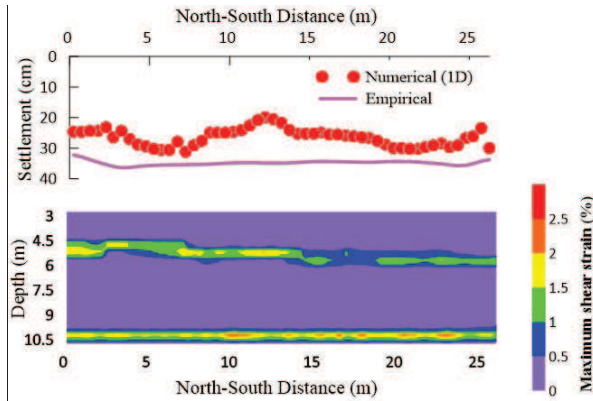 North-South Distance (m)
0 5 10 15 20 25
Settlement (cm)
0
10
20
30
40
Numerical (1D)
Empirical
Depth (m)
3
4.5
6
7.5
9
10.5
0 5 10 15 20 25
North-South Distance (m)
2.5
2
1.5
1
0.5
0
Maximum shear strain (%)